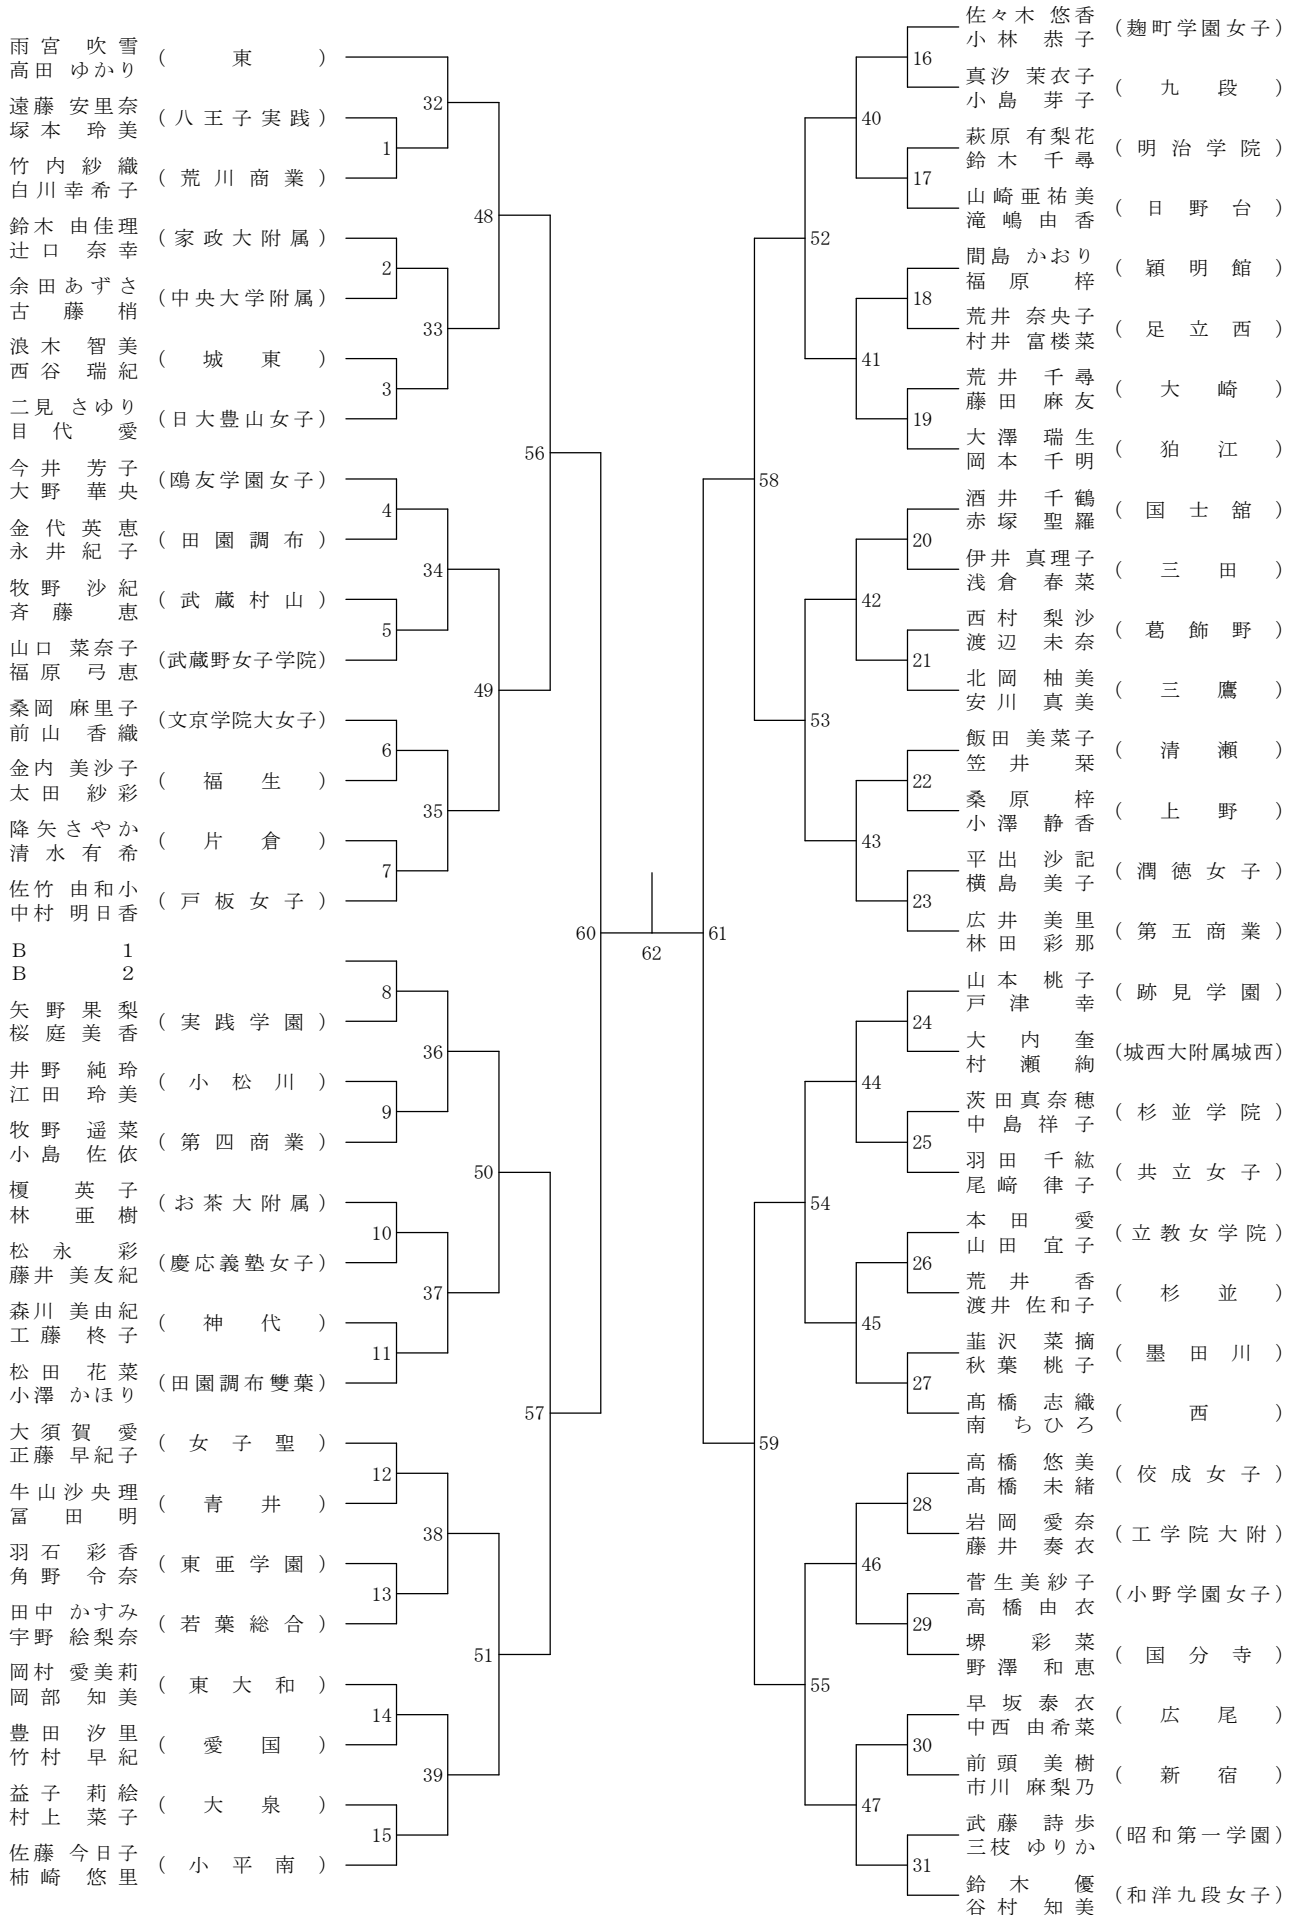 雨宮 吹雪
高田 ゆかり
( 東 )
遠藤 安里奈
塚本 玲美
(八王子実践)
竹内紗織
白川幸希子
( 荒川商業 )
鈴木 由佳理
辻口 奈幸
(家政大附属)
余田あずさ
古藤 梢
(中央大学附属)
浪木 智美
西谷 瑞紀
( 城東 )
二見 さゆり
目代 愛
(日大豊山女子)
今井 芳子
大野 華央
(鴎友学園女子)
金代英恵
永井紀子
( 田園調布 )
牧野 沙紀
斉藤 恵
( 武蔵村山 )
山口 菜奈子
福原 弓恵
(武蔵野女子学院)
桑岡 麻里子
前山 香織
(文京学院大女子)
金内 美沙子
太田 紗彩
( 福生 )
降矢さやか
清水有希
( 片倉 )
佐竹 由和小
中村 明日香
( 戸板女子 )
B 1
B 2
矢野果梨
桜庭美香
( 実践学園 )
井野 純玲
江田 玲美
( 小松川 )
牧野 遥菜
小島 佐依
( 第四商業 )
榎 英子
林 亜樹
(お茶大附属)
松永 彩
藤井 美友紀
(慶応義塾女子)
森川 美由紀
工藤 柊子
( 神代 )
松田 花菜
小澤 かほり
(田園調布雙葉)
大須賀 愛
正藤 早紀子
( 女子聖 )
牛山沙央理
冨田 明
( 青井 )
羽石 彩香
角野 令奈
( 東亜学園 )
田中 かすみ
宇野 絵梨奈
( 若葉総合 )
岡村 愛美莉
岡部 知美
( 東大和 )
豊田 汐里
竹村 早紀
( 愛国 )
益子 莉絵
村上 菜子
( 大泉 )
佐藤 今日子
柿崎 悠里
( 小平南 )
1
2
3
4
5
6
7
8
9
10
11
12
13
14
15
32
33
34
35
36
37
38
39
48
49
50
51
56
57
60
62
61
58
59
52
53
54
55
40
41
42
43
44
45
46
47
16
17
18
19
20
21
22
23
24
25
26
27
28
29
30
31
佐々木 悠香
小林 恭子
(麹町学園女子)
真汐 茉衣子
小島 芽子
( 九段 )
萩原 有梨花
鈴木 千尋
( 明治学院 )
山崎亜祐美
滝嶋由香
( 日野台 )
間島 かおり
福原 梓
( 穎明館 )
荒井 奈央子
村井 富楼菜
( 足立西 )
荒井 千尋
藤田 麻友
( 大崎 )
大澤 瑞生
岡本 千明
( 狛江 )
酒井 千鶴
赤塚 聖羅
( 国士舘 )
伊井 真理子
浅倉 春菜
( 三田 )
西村 梨沙
渡辺 未奈
( 葛飾野 )
北岡 柚美
安川 真美
( 三鷹 )
飯田 美菜子
笠井 栞
( 清瀬 )
桑原 梓
小澤 静香
( 上野 )
平出 沙記
横島 美子
( 潤徳女子 )
広井 美里
林田 彩那
( 第五商業 )
山本 桃子
戸津 幸
( 跡見学園 )
大内 奎
村瀬 絢
(城西大附属城西)
茨田真奈穂
中島祥子
( 杉並学院 )
羽田 千紘
尾﨑 律子
( 共立女子 )
本田 愛
山田 宜子
(立教女学院)
荒井 香
渡井 佐和子
( 杉並 )
韮沢 菜摘
秋葉 桃子
( 墨田川 )
髙橋 志織
南 ちひろ
( 西 )
高橋 悠美
髙橋 未緒
( 佼成女子 )
岩岡 愛奈
藤井 奏衣
(工学院大附)
菅生美紗子
高橋由衣
(小野学園女子)
堺 彩菜
野澤 和恵
( 国分寺 )
早坂泰衣
中西 由希菜
( 広尾 )
前頭 美樹
市川 麻梨乃
( 新宿 )
武藤 詩歩
三枝 ゆりか
(昭和第一学園)
鈴木 優
谷村 知美
(和洋九段女子)